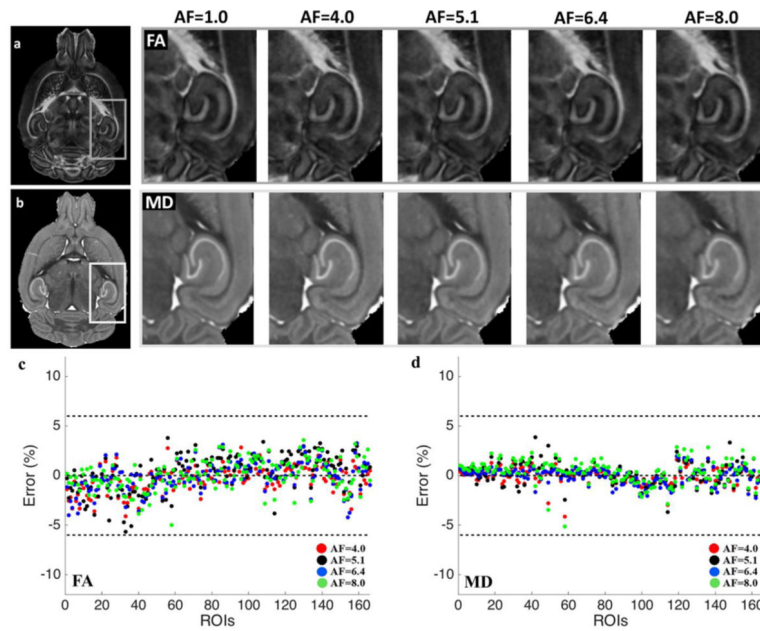 AF=1.0 AF=4.0 AF=5.1 AF=6.4 AF=8.0
a FA
b MD
c d
10 10
5 5
0 0
-5 -5
-10 -10
Error (%) Error (%)
AF=4.0 AF=4.0
AF=5.1 AF=5.1
AF=6.4 AF=6.4
FA AF=8.0 MD AF=8.0
0 20 40 60 80 100 120 140 160 0 20 40 60 80 100 120 140 160
ROIs ROIs